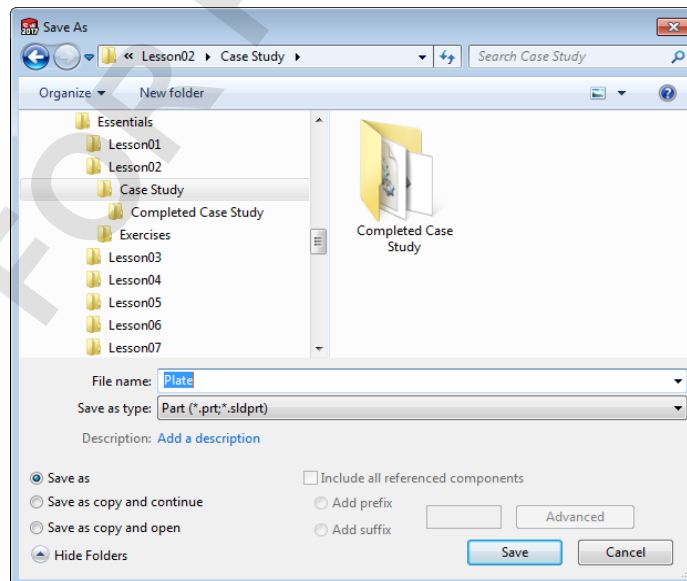 Save As
« Lesson02 ▸ Case Study ▸
Search Case Study
Organize
New folder
Essentials
Lesson01
Lesson02
Case Study
Completed Case Study
Exercises
Lesson03
Lesson04
Lesson05
Lesson06
Lesson07
Completed Case
Study
File name: Plate
Save as type: Part (*.prt;*.sldprt)
Description: Add a description
Save as
Save as copy and continue
Save as copy and open
Include all referenced components
Add prefix
Add suffix
Advanced
Hide Folders
Save
Cancel
FOR